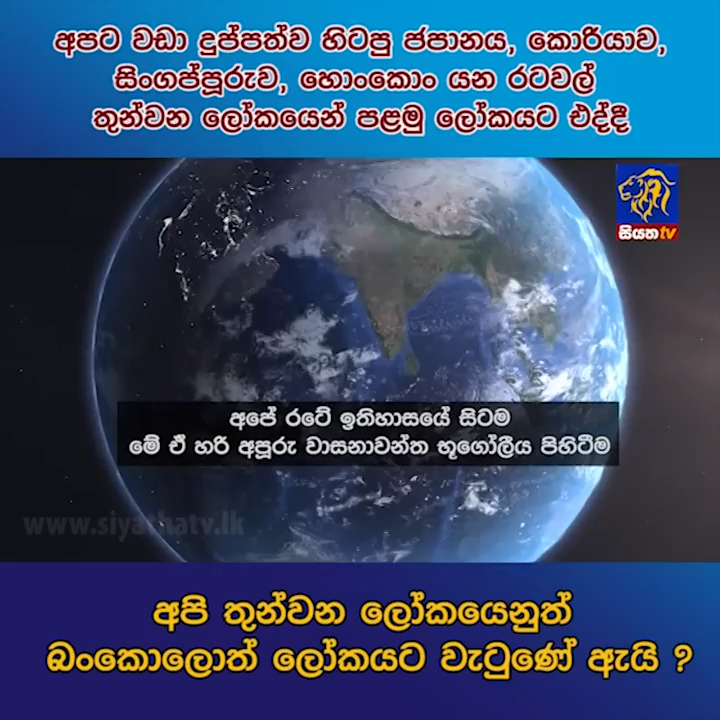 අපට වඩා දුප්පත්ව හිටපු ජපානය, කොරියාව,
සිංගප්පූරුව, හොංකොං යන රටවල්
තුන්වන ලෝකයෙන් පළමු ලෝකයට එද්දී
සියත tv
අපේ රටේ ඉතිහාසයේ සිටම
මේ ඒ හරි අපූරු වාසනාවන්ත භූගෝලීය පිහිටීම
www.siyathatv.lk
අපි තුන්වන ලෝකයෙනුත්
බංකොලොත් ලෝකයට වැටුණේ ඇයි ?